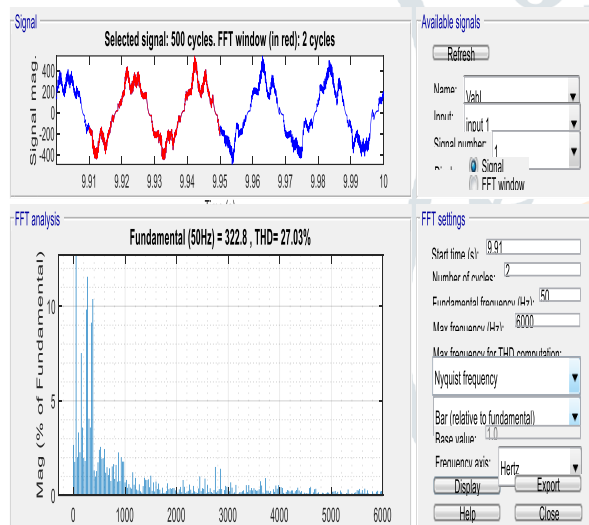 Signal
Selected signal: 500 cycles. FFT window (in red): 2 cycles
Signal mag.
400
200
0
-200
-400
9.91
9.92
9.93
9.94
9.95
9.96
9.97
9.98
9.99
10
Available signals
Refresh
Name:
Vabl
Input:
input 1
Signal number:
1
Signal
FFT window
FFT analysis
Fundamental (50Hz) = 322.8 , THD= 27.03%
Mag (% of Fundamental)
10
5
0
0
1000
2000
3000
4000
5000
6000
FFT settings
Start time (s):
9.91
Number of cycles:
2
Fundamental frequency (Hz):
50
Max frequency (Hz):
6000
Max frequency for THD computation:
Nyquist frequency
Bar (relative to fundamental)
Base value:
1.0
Frequency axis:
Hertz
Display
Export
Help
Close